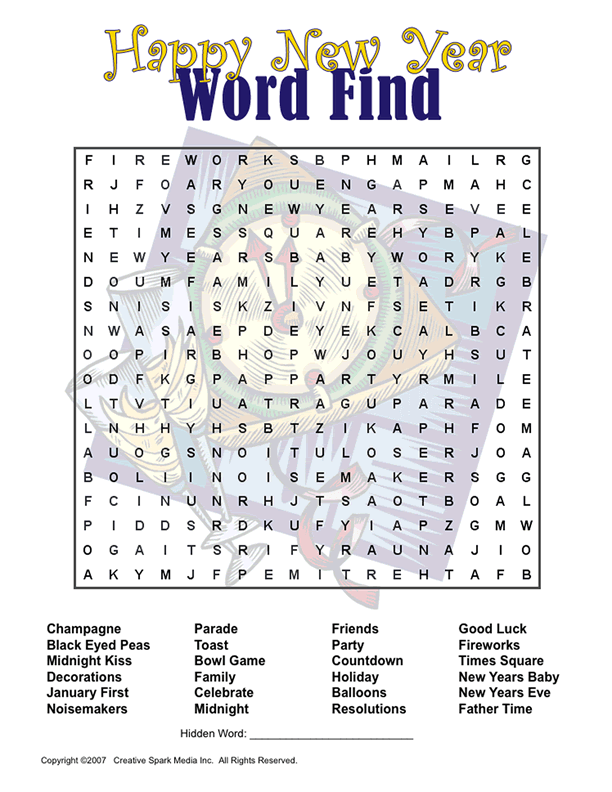 Happy New Year
Word Find
F I R E W O R K S B P H M A I L R G
R J F O A R Y O U E N G A P M A H C
I H Z V S G N E W Y E A R S E V E E
E T I M E S S Q U A R E H Y B P A L
N E W Y E A R S B A B Y W O R Y K E
D O U M F A M I L Y U E T A D R G B
S N I S I S K Z I V N F S E T I K R
N W A S A E P D E Y E K C A L B C A
O O P I R B H O P W J O U Y H S U T
O D F K G P A P P A R T Y R M I L E
L T V T I U A T R A G U P A R A D E
L N H H Y H S B T Z I K A P H F O M
A U O G S N O I T U L O S E R J O A
B O L I I N O I S E M A K E R S G G
F C I N U N R H J T S A O T B O A L
P I D D S R D K U F Y I A P Z G M W
O G A I T S R I F Y R A U N A J I O
A K Y M J F P E M I T R E H T A F B
Champagne Parade Friends Good Luck
Black Eyed Peas Toast Party Fireworks
Midnight Kiss Bowl Game Countdown Times Square
Decorations Family Holiday New Years Baby
January First Celebrate Balloons New Years Eve
Noisemakers Midnight Resolutions Father Time
Hidden Word: ___________________________
Copyright ©2007 Creative Spark Media Inc. All Rights Reserved.